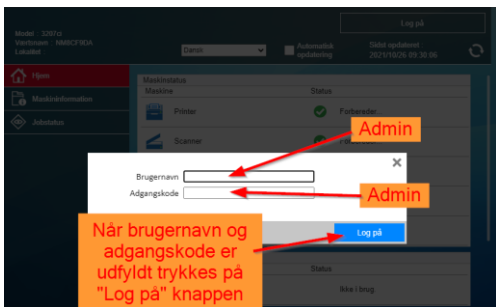 Log på
Model : 3207ci
Værtsnavn : NM8CF9DA
Lokalitet :
Dansk
Automatisk
opdatering
Sidst opdateret :
2021/10/26 09:30:06
Hjem
Maskininformation
Jobstatus
Maskinstatus
Maskine Status
Printer Forbereder...
Scanner
Admin
Brugernavn
Adgangskode
Admin
Log på
Når brugernavn og
adgangskode er
udfyldt trykkes på
"Log på" knappen
Status
Ikke i brug.